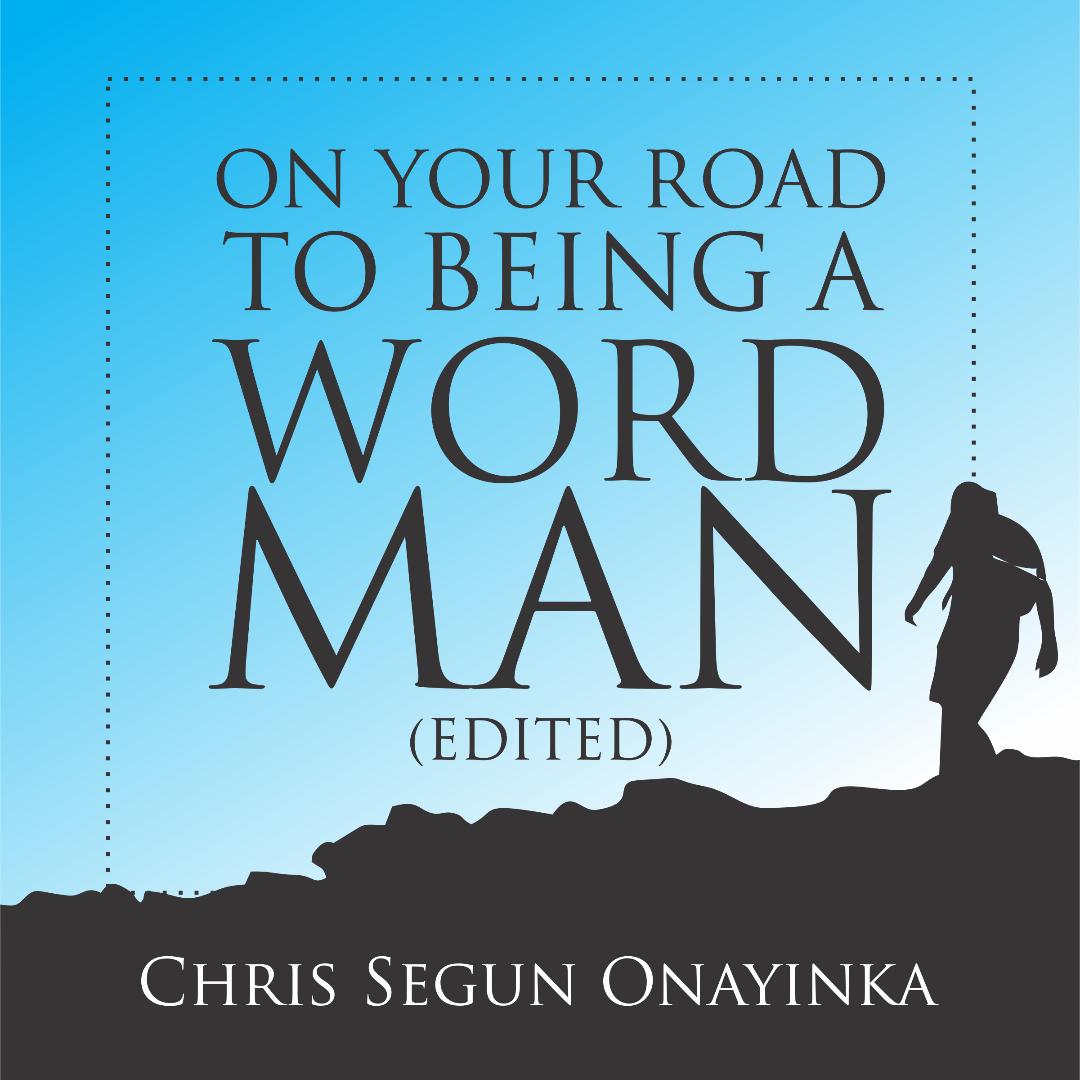 ON YOUR ROAD
TO BEING A
WORD
MAN
(EDITED)
CHRIS SEGUN ONAYINKA